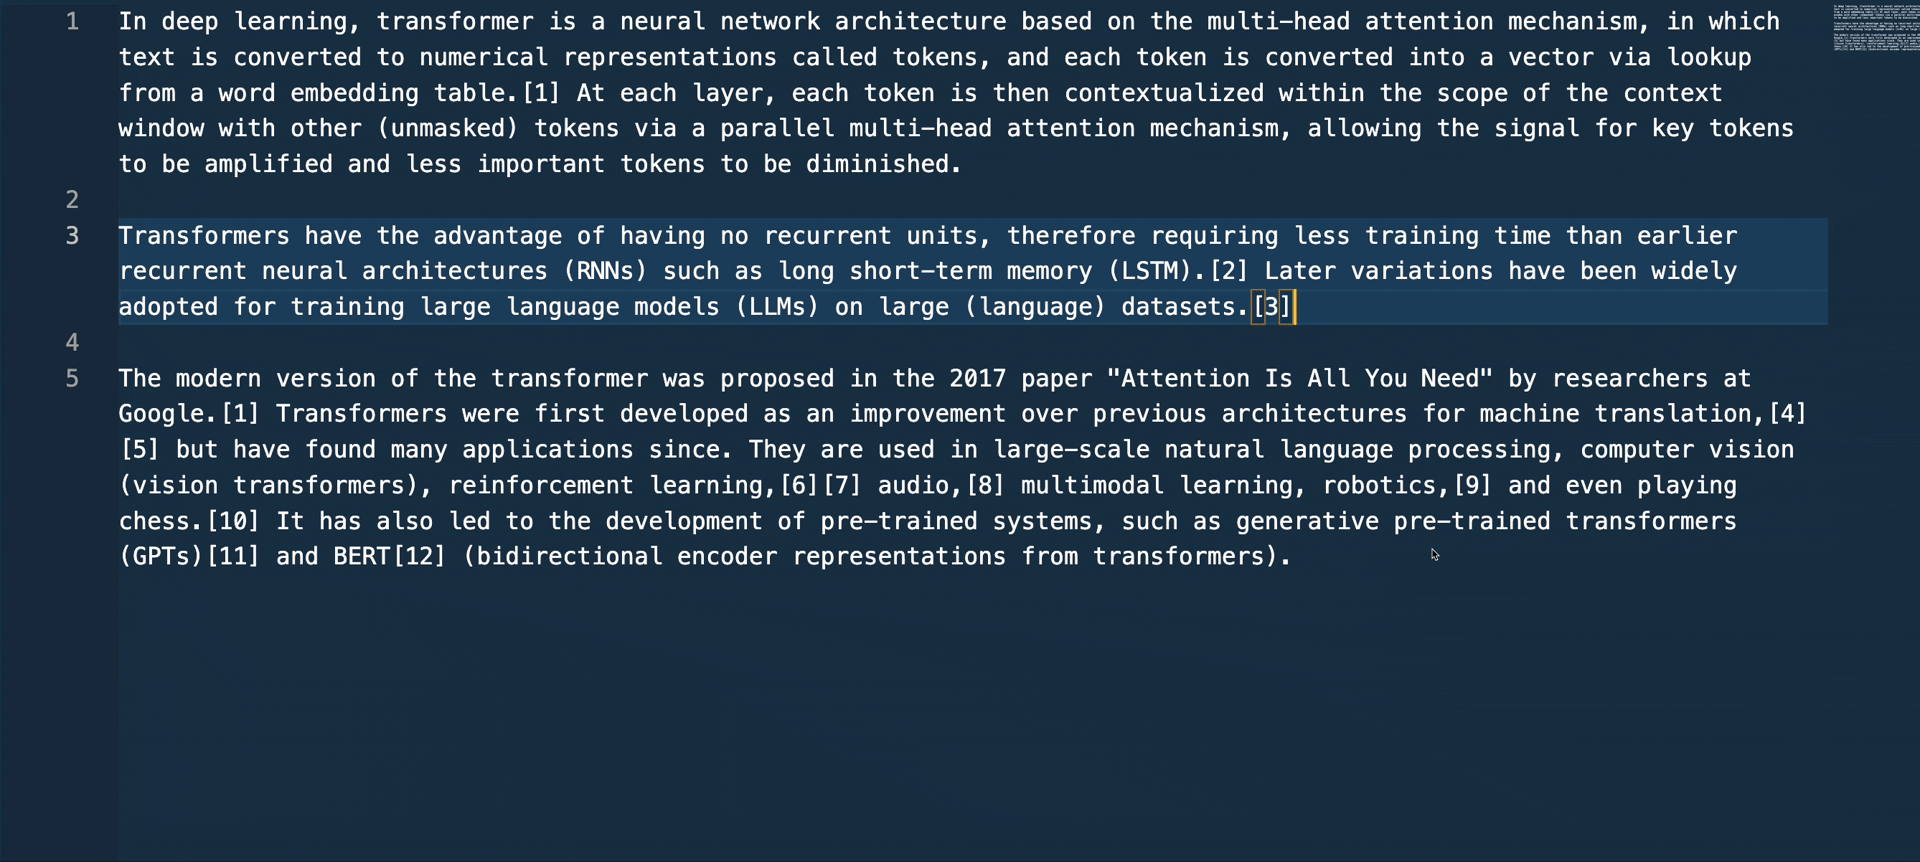 1 In deep learning, transformer is a neural network architecture based on the multi-head attention mechanism, in which
text is converted to numerical representations called tokens, and each token is converted into a vector via lookup
from a word embedding table.[1] At each layer, each token is then contextualized within the scope of the context
window with other (unmasked) tokens via a parallel multi-head attention mechanism, allowing the signal for key tokens
to be amplified and less important tokens to be diminished.
2
3 Transformers have the advantage of having no recurrent units, therefore requiring less training time than earlier
recurrent neural architectures (RNNs) such as long short-term memory (LSTM).[2] Later variations have been widely
adopted for training large language models (LLMs) on large (language) datasets.[3]
4
5 The modern version of the transformer was proposed in the 2017 paper "Attention Is All You Need" by researchers at
Google.[1] Transformers were first developed as an improvement over previous architectures for machine translation,[4]
[5] but have found many applications since. They are used in large-scale natural language processing, computer vision
(vision transformers), reinforcement learning,[6][7] audio,[8] multimodal learning, robotics,[9] and even playing
chess.[10] It has also led to the development of pre-trained systems, such as generative pre-trained transformers
(GPTs)[11] and BERT[12] (bidirectional encoder representations from transformers).